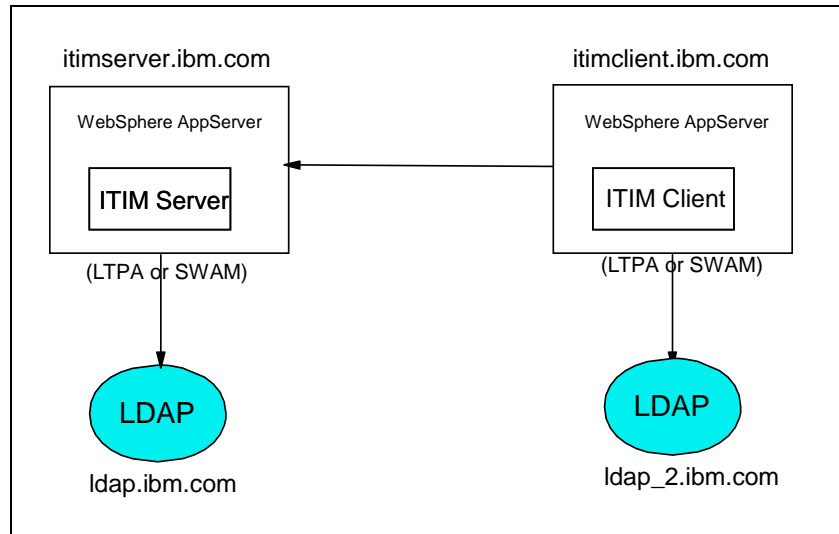 itimserver.ibm.com
itimclient.ibm.com
WebSphere AppServer
WebSphere AppServer
ITIM Server
ITIM Client
(LTPA or SWAM)
(LTPA or SWAM)
LDAP
LDAP
ldap.ibm.com
ldap_2.ibm.com